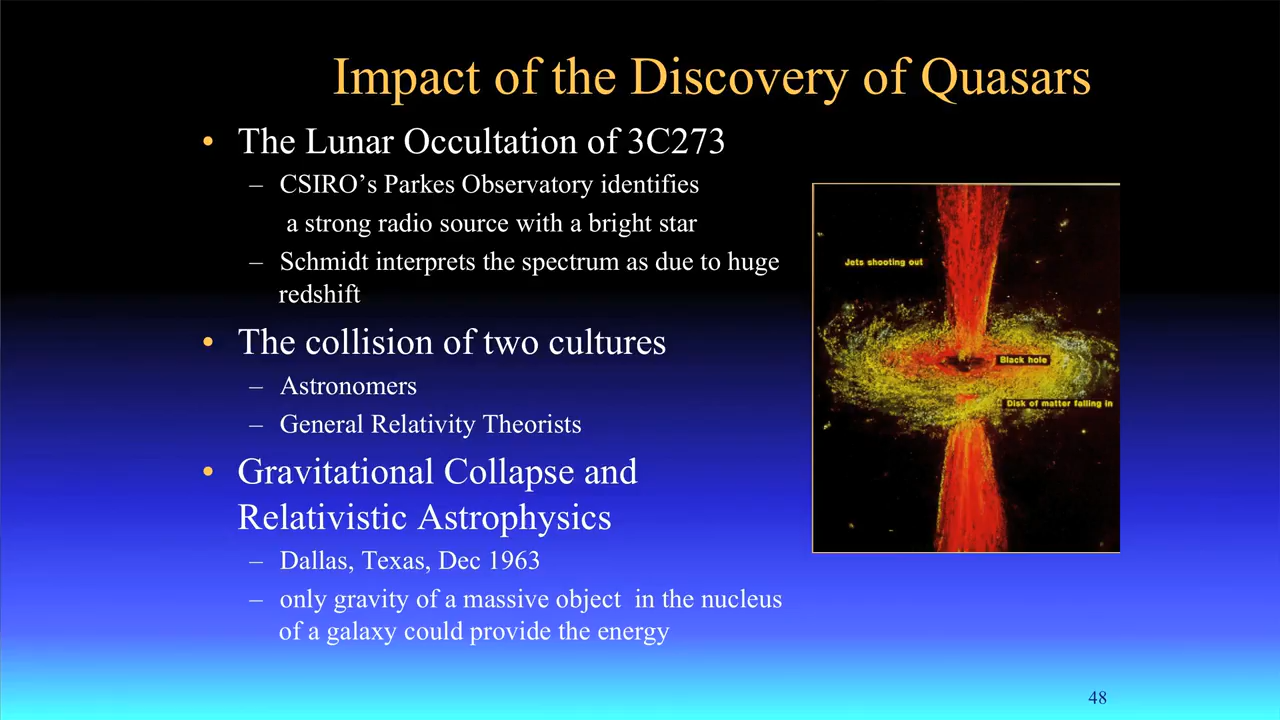 Impact of the Discovery of Quasars
• The Lunar Occultation of 3C273
– CSIRO’s Parkes Observatory identifies
a strong radio source with a bright star
– Schmidt interprets the spectrum as due to huge
redshift
• The collision of two cultures
– Astronomers
– General Relativity Theorists
• Gravitational Collapse and
Relativistic Astrophysics
– Dallas, Texas, Dec 1963
– only gravity of a massive object in the nucleus
of a galaxy could provide the energy
Jets shooting out
Black hole
Disk of matter falling in
48